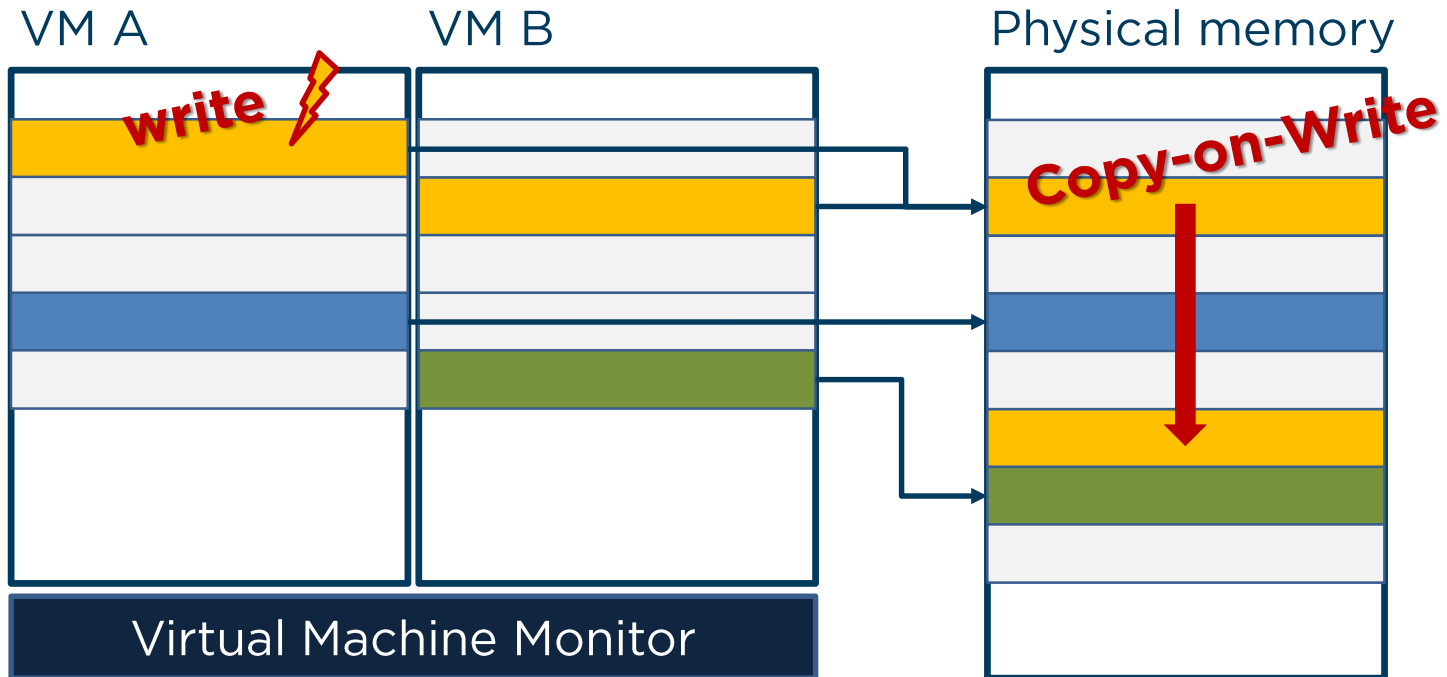 VM A
VM B
Physical memory
write
Copy-on-Write
Virtual Machine Monitor